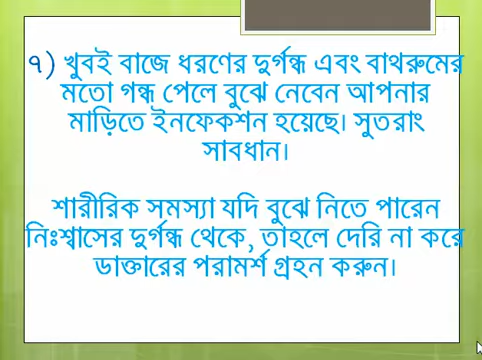 ৭) খুবই বাজে ধরণের দুর্গন্ধ এবং বাথরুমের
মতো গন্ধ পেলে বুঝে নেবেন আপনার
মাড়িতে ইনফেকশন হয়েছে। সুতরাং
সাবধান।
শারীরিক সমস্যা যদি বুঝে নিতে পারেন
নিঃশ্বাসের দুর্গন্ধ থেকে, তাহলে দেরি না করে
ডাক্তারের পরামর্শ গ্রহন করুন।